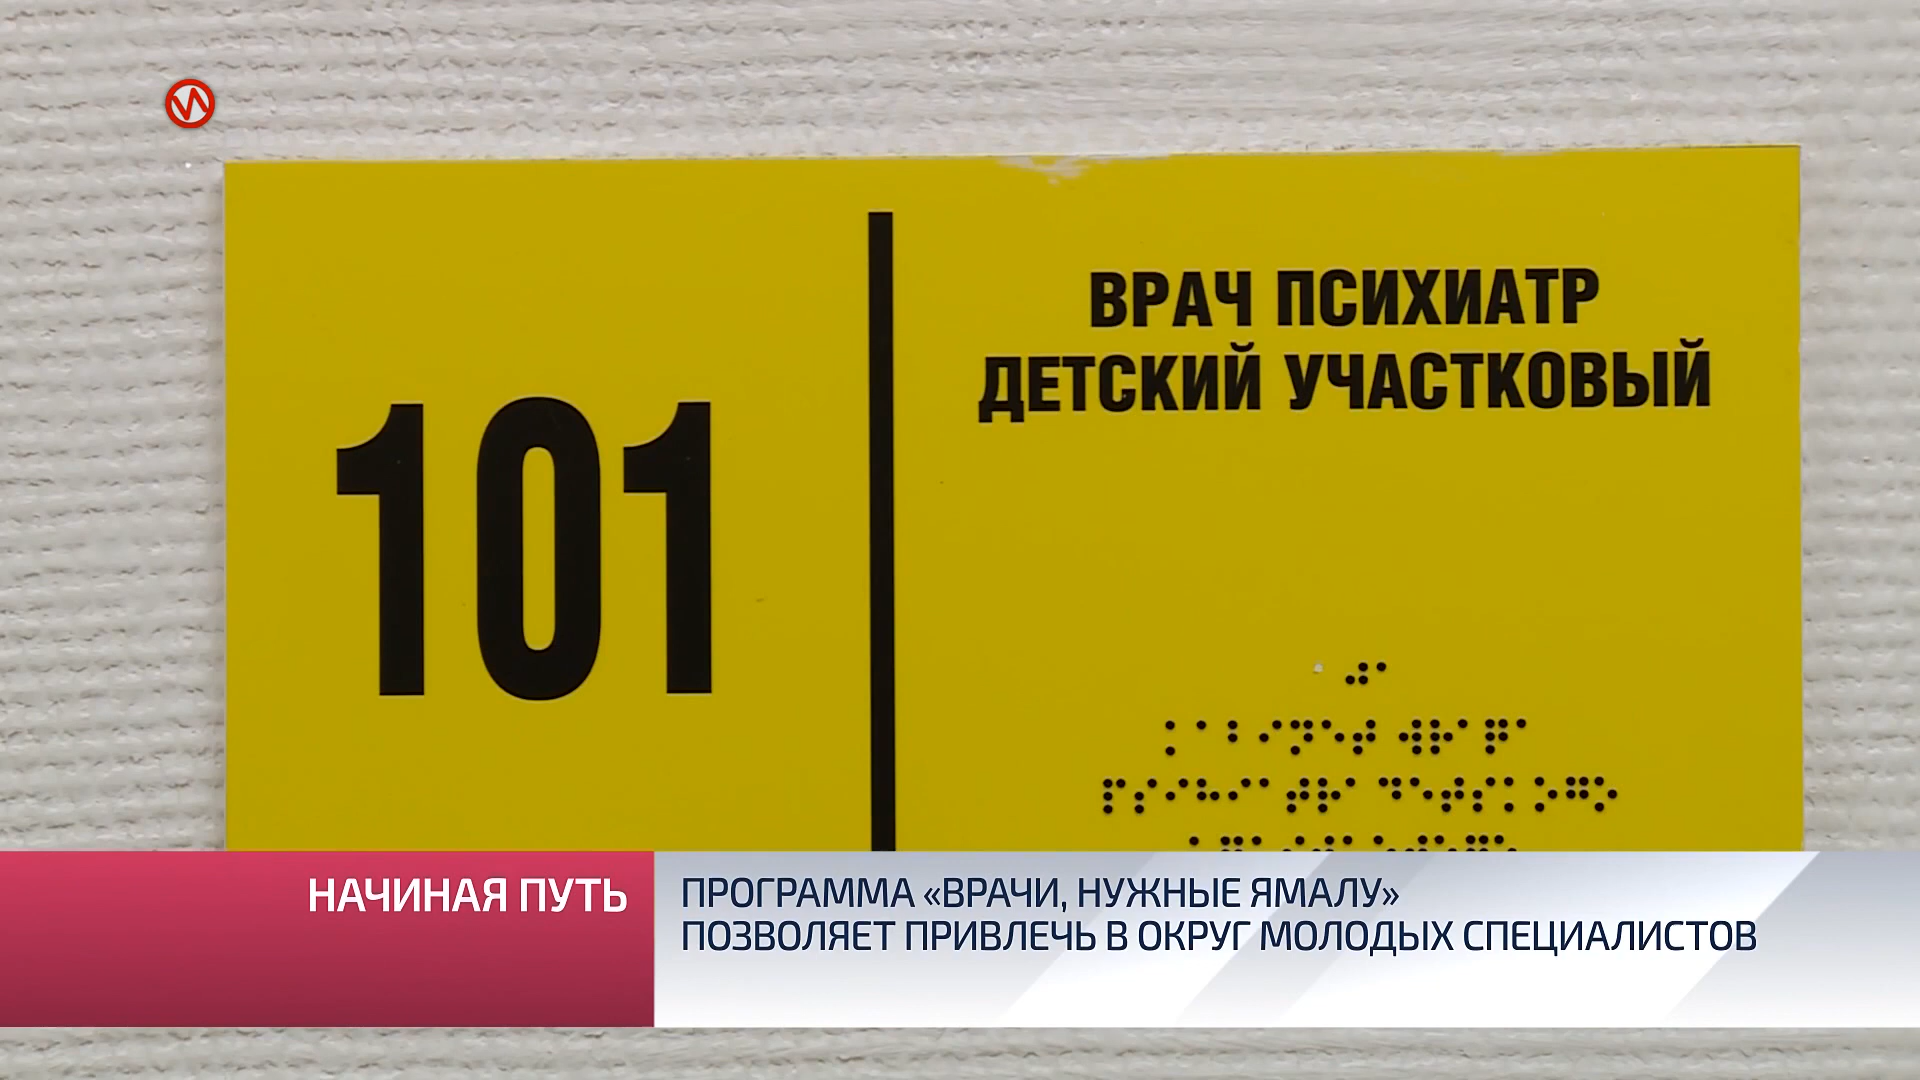 101
ВРАЧ ПСИХИАТР
ДЕТСКИЙ УЧАСТКОВЫЙ
НАЧИНАЯ ПУТЬ
ПРОГРАММА «ВРАЧИ, НУЖНЫЕ ЯМАЛУ»
ПОЗВОЛЯЕТ ПРИВЛЕЧЬ В ОКРУГ МОЛОДЫХ СПЕЦИАЛИСТОВ